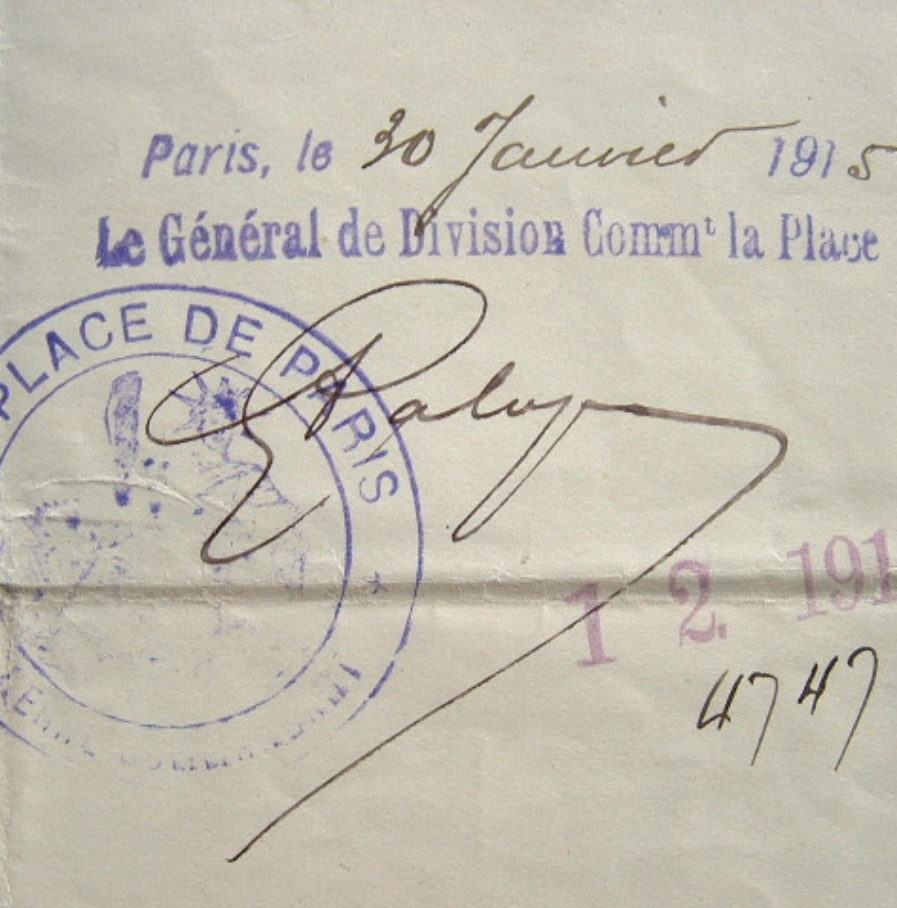 Paris, le 30 Janvier 1915
Le Général de Division Commᵗ la Place
PLACE DE PARIS
1 2 191
4747